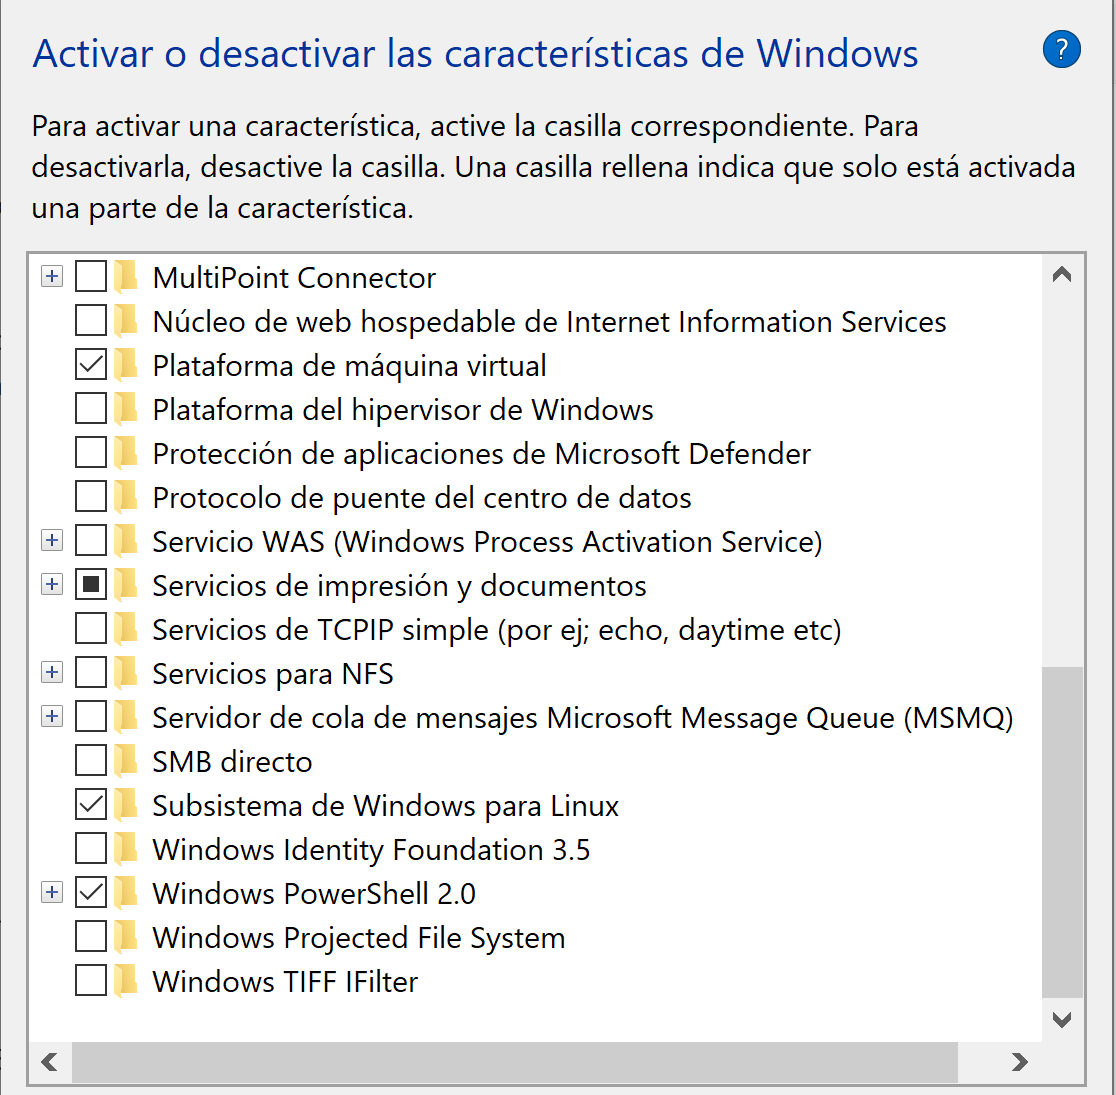 Activar o desactivar las características de Windows
?
Para activar una característica, active la casilla correspondiente. Para
desactivarla, desactive la casilla. Una casilla rellena indica que solo está activada
una parte de la característica.
MultiPoint Connector
Núcleo de web hospedable de Internet Information Services
Plataforma de máquina virtual
Plataforma del hipervisor de Windows
Protección de aplicaciones de Microsoft Defender
Protocolo de puente del centro de datos
Servicio WAS (Windows Process Activation Service)
Servicios de impresión y documentos
Servicios de TCPIP simple (por ej; echo, daytime etc)
Servicios para NFS
Servidor de cola de mensajes Microsoft Message Queue (MSMQ)
SMB directo
Subsistema de Windows para Linux
Windows Identity Foundation 3.5
Windows PowerShell 2.0
Windows Projected File System
Windows TIFF IFilter